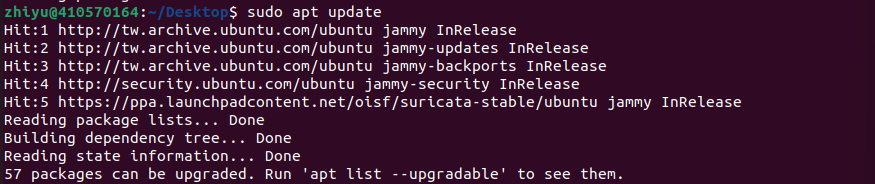 zhiyu@410570164:~/Desktop$ sudo apt update
Hit:1 http://tw.archive.ubuntu.com/ubuntu jammy InRelease
Hit:2 http://tw.archive.ubuntu.com/ubuntu jammy-updates InRelease
Hit:3 http://tw.archive.ubuntu.com/ubuntu jammy-backports InRelease
Hit:4 http://security.ubuntu.com/ubuntu jammy-security InRelease
Hit:5 https://ppa.launchpadcontent.net/oisf/suricata-stable/ubuntu jammy InRelease
Reading package lists... Done
Building dependency tree... Done
Reading state information... Done
57 packages can be upgraded. Run 'apt list --upgradable' to see them.